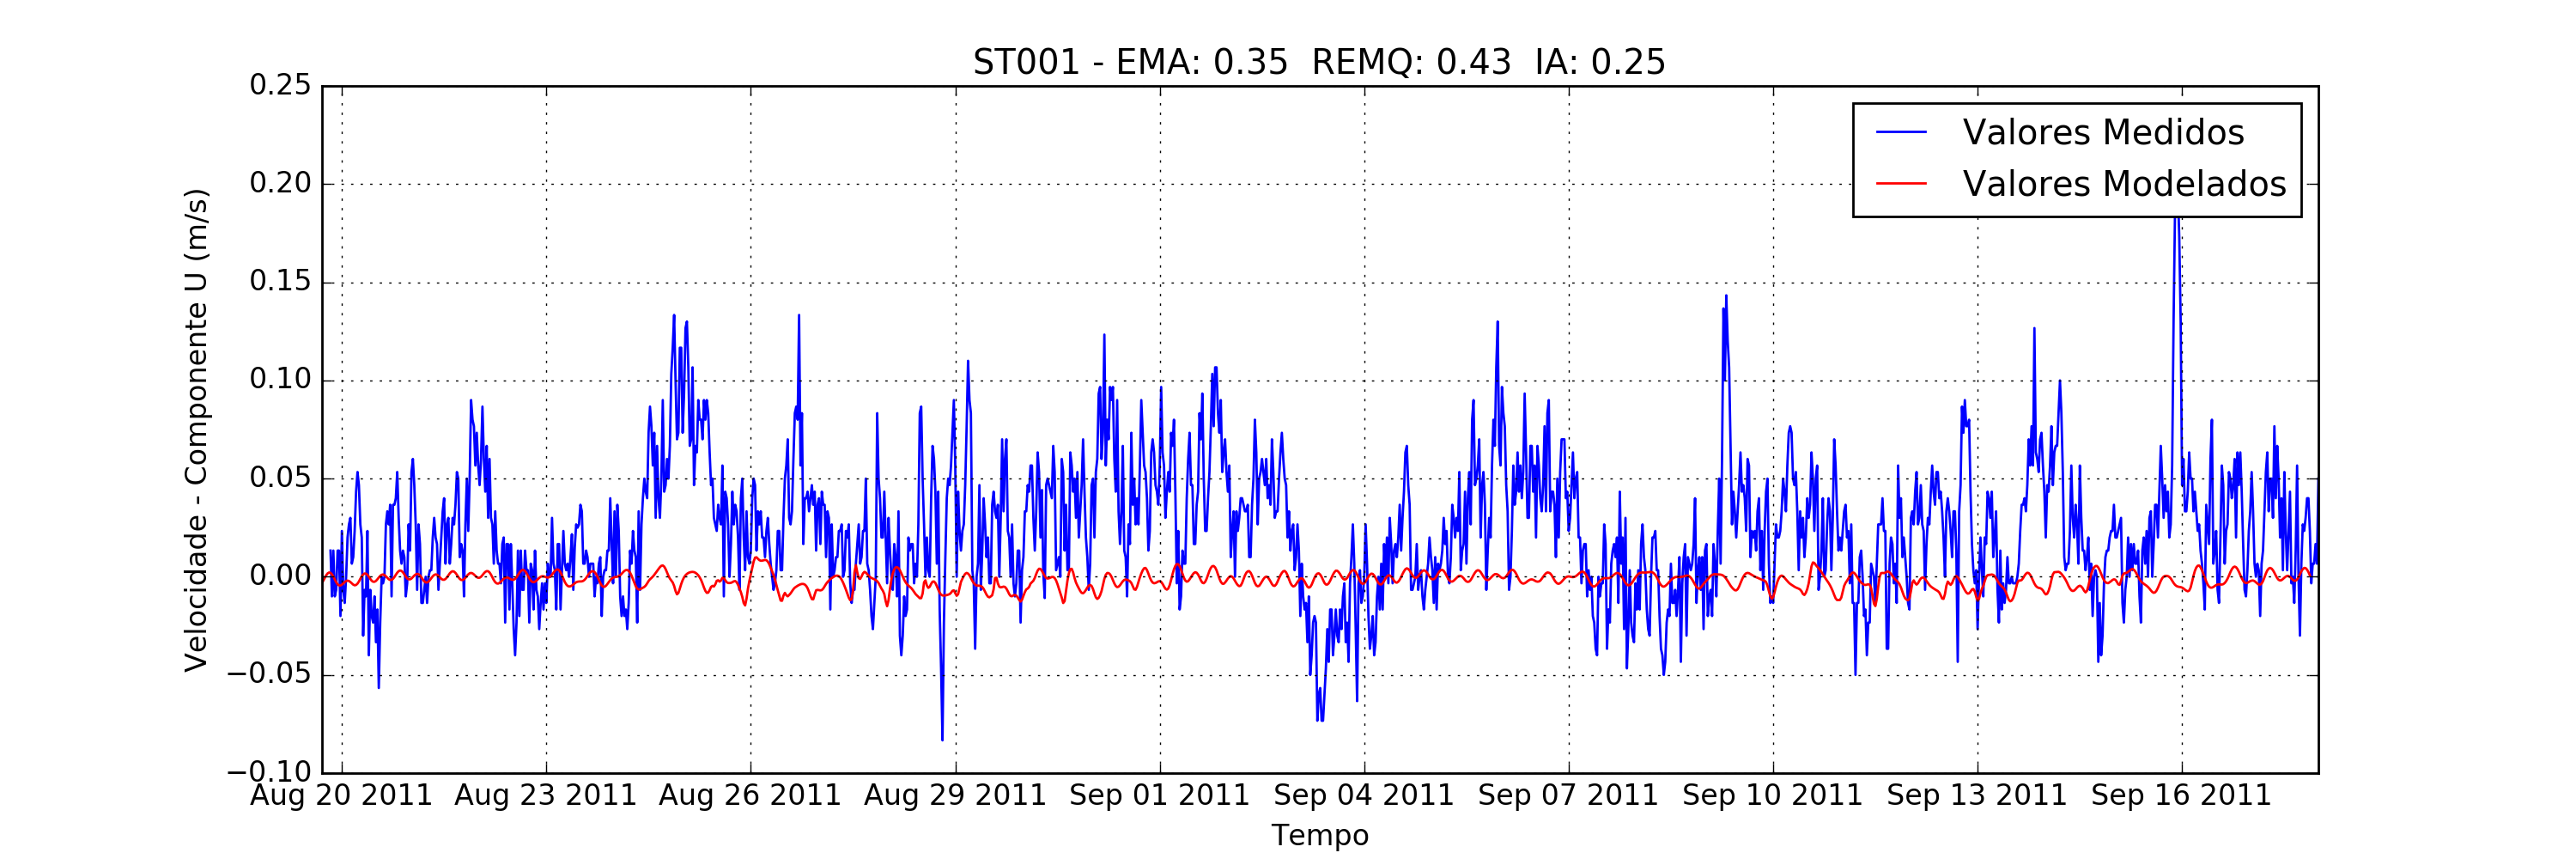 ST001 - EMA: 0.35  REMQ: 0.43  IA: 0.25
0.25
0.20
0.15
0.10
0.05
0.00
−0.05
−0.10
Velocidade - Componente U (m/s)
Valores Medidos
Valores Modelados
Aug 20 2011
Aug 23 2011
Aug 26 2011
Aug 29 2011
Sep 01 2011
Sep 04 2011
Sep 07 2011
Sep 10 2011
Sep 13 2011
Sep 16 2011
Tempo